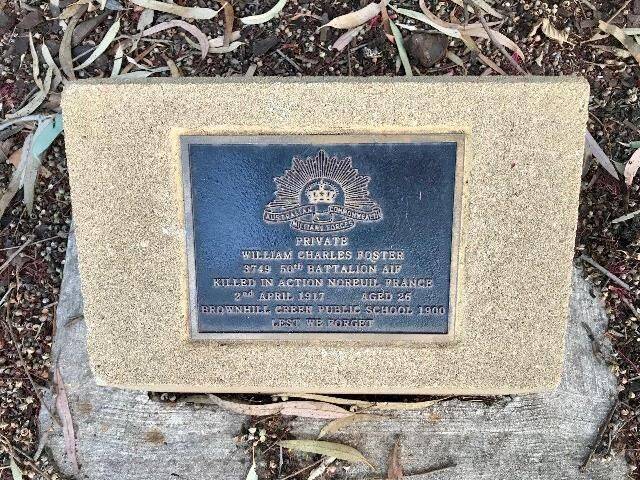 AUSTRALIAN COMMONWEALTH
MILITARY FORCES
PRIVATE
WILLIAM CHARLES FOSTER
3749 50TH BATTALION AIF
KILLED IN ACTION NOREUIL FRANCE
2nd APRIL 1917 AGED 26
BROWNHILL CREEK PUBLIC SCHOOL 1900
LEST WE FORGET